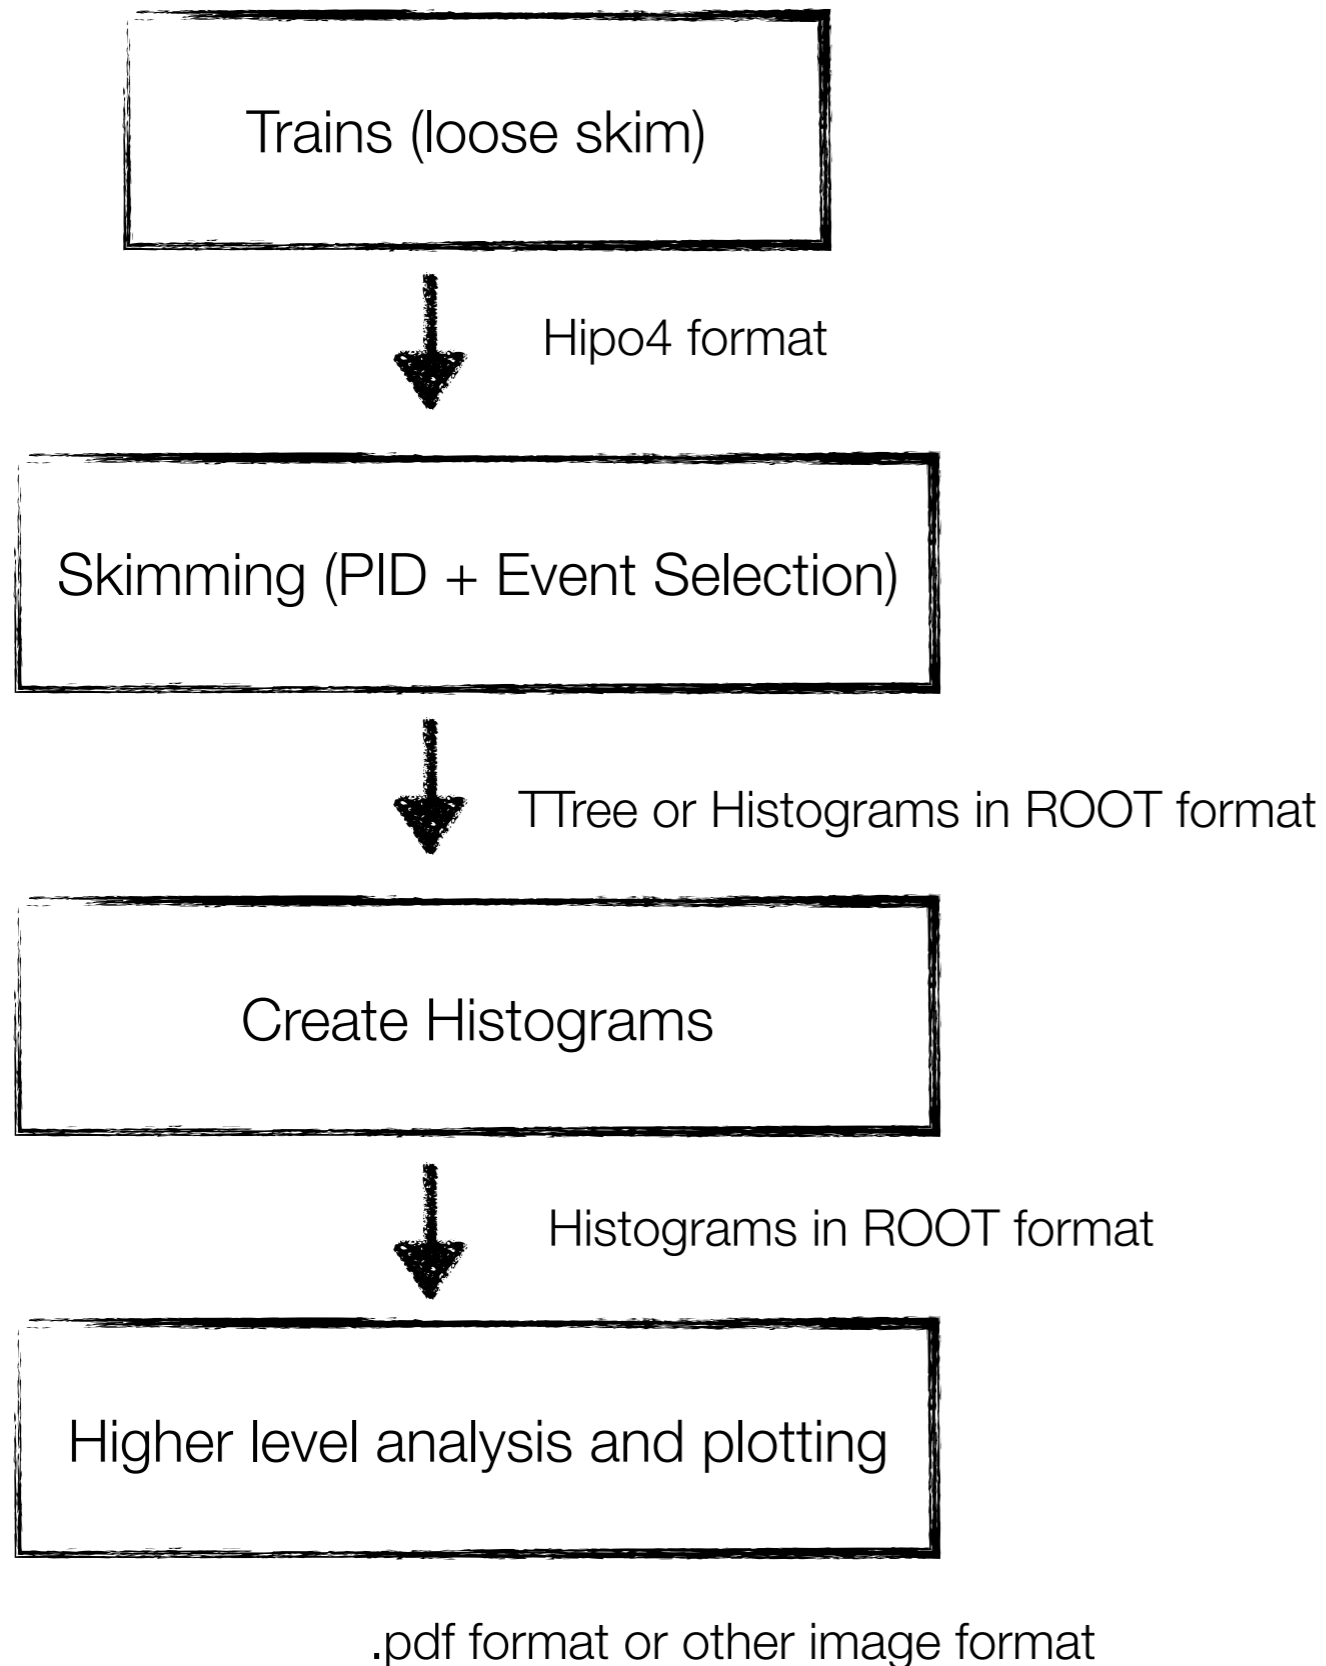 Trains (loose skim)
Hipo4 format
Skimming (PID + Event Selection)
TTree or Histograms in ROOT format
Create Histograms
Histograms in ROOT format
Higher level analysis and plotting
.pdf format or other image format